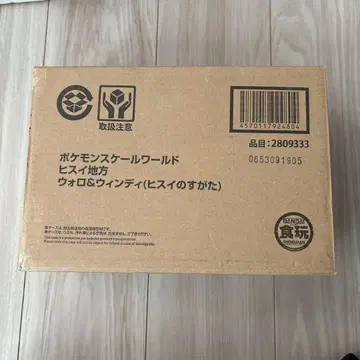 取扱注意
4570117924804
品目:2809333
0653091905
ポケモンスケールワールド
ヒスイ地方
ウォロ&ウィンディ(ヒスイのすがた)
BANDAI
食玩
SHOKUGAN